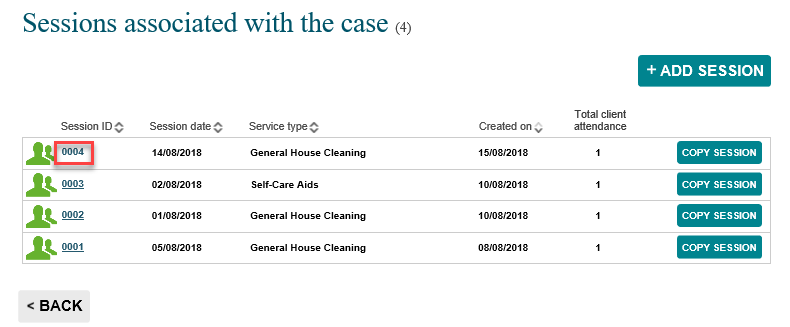 Sessions associated with the case (4)
+ ADD SESSION
Session ID Session date Service type Created on Total client attendance
0004 14/08/2018 General House Cleaning 15/08/2018 1 COPY SESSION
0003 02/08/2018 Self-Care Aids 10/08/2018 1 COPY SESSION
0002 01/08/2018 General House Cleaning 10/08/2018 1 COPY SESSION
0001 05/08/2018 General House Cleaning 08/08/2018 1 COPY SESSION
< BACK